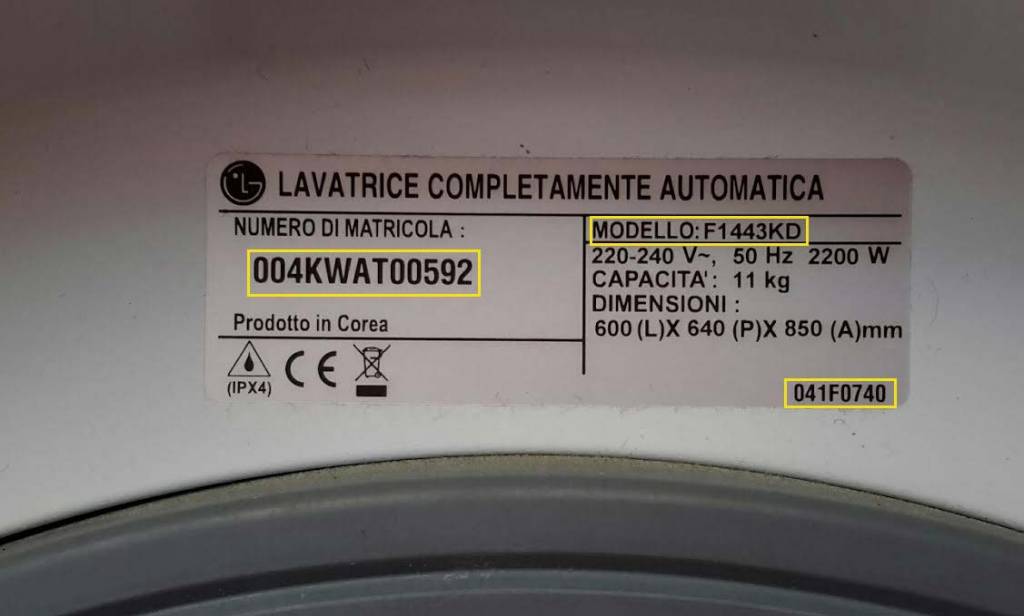 LG LAVATRICE COMPLETAMENTE AUTOMATICA
NUMERO DI MATRICOLA :
004KWAT00592
Prodotto in Corea
(IPX4)
CE
MODELLO: F1443KD
220-240 V~, 50 Hz 2200 W
CAPACITA' : 11 kg
DIMENSIONI :
600 (L)X 640 (P)X 850 (A)mm
041F0740